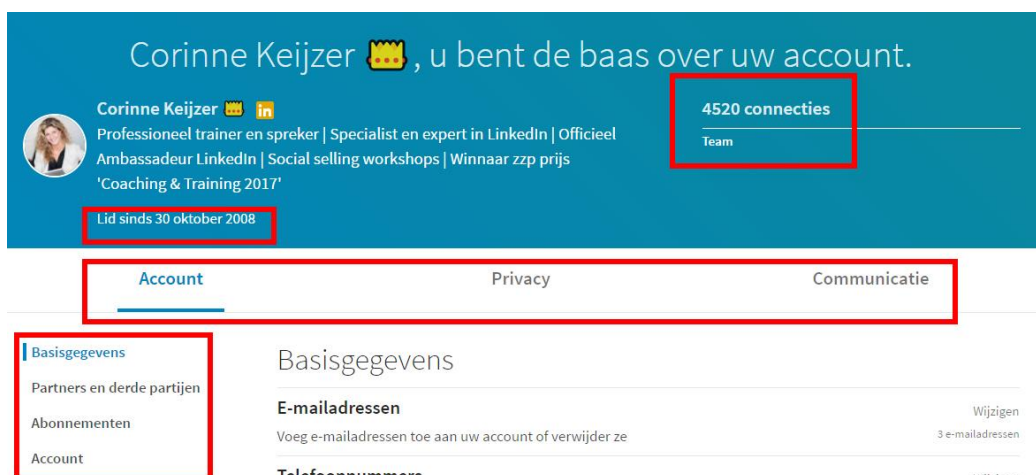 Corinne Keijzer , u bent de baas over uw account.
Corinne Keijzer in
Professioneel trainer en spreker | Specialist en expert in LinkedIn | Officieel
Ambassadeur LinkedIn | Social selling workshops | Winnaar zzp prijs
'Coaching & Training 2017'
Lid sinds 30 oktober 2008
4520 connecties
Team
Account Privacy Communicatie
Basisgegevens
Partners en derde partijen
Abonnementen
Account
Basisgegevens
E-mailadressen Wijzigen
Voeg e-mailadressen toe aan uw account of verwijder ze 3 e-mailadressen